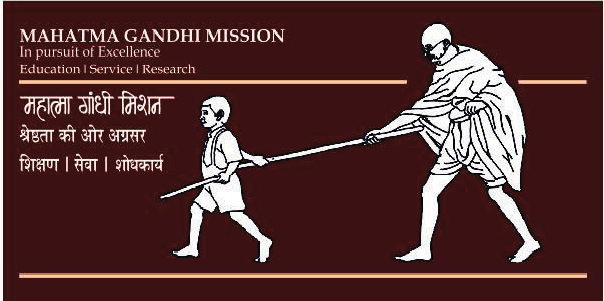 MAHATMA GANDHI MISSION
In pursuit of Excellence
Education | Service | Research
महात्मा गांधी मिशन
श्रेष्ठता की ओर अग्रसर
शिक्षण | सेवा | शोधकार्य